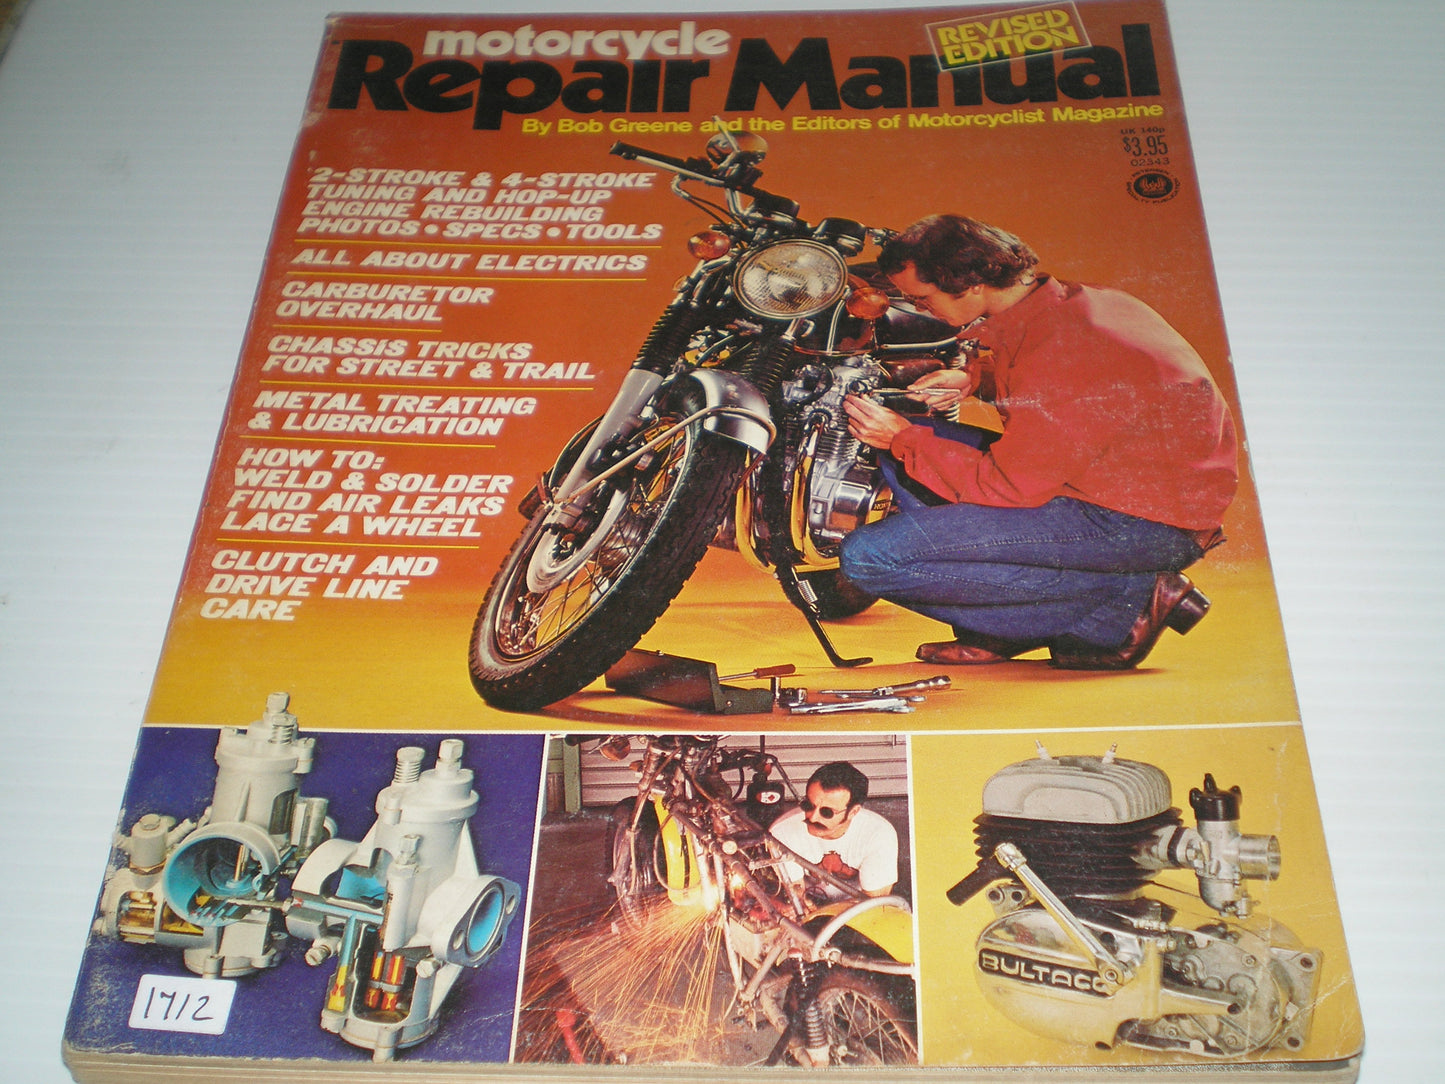 motorcycle
Repair Manual
REVISED
EDITION
By Bob Greene and the Editors of Motorcyclist Magazine
UK 140p
$3.95
02343
2-STROKE & 4-STROKE
TUNING AND HOP-UP
ENGINE REBUILDING
PHOTOS • SPECS • TOOLS
ALL ABOUT ELECTRICS
CARBURETOR
OVERHAUL
CHASSIS TRICKS
FOR STREET & TRAIL
METAL TREATING
& LUBRICATION
HOW TO:
WELD & SOLDER
FIND AIR LEAKS
LACE A WHEEL
CLUTCH AND
DRIVE LINE
CARE
HONDA
BULTACO
1712